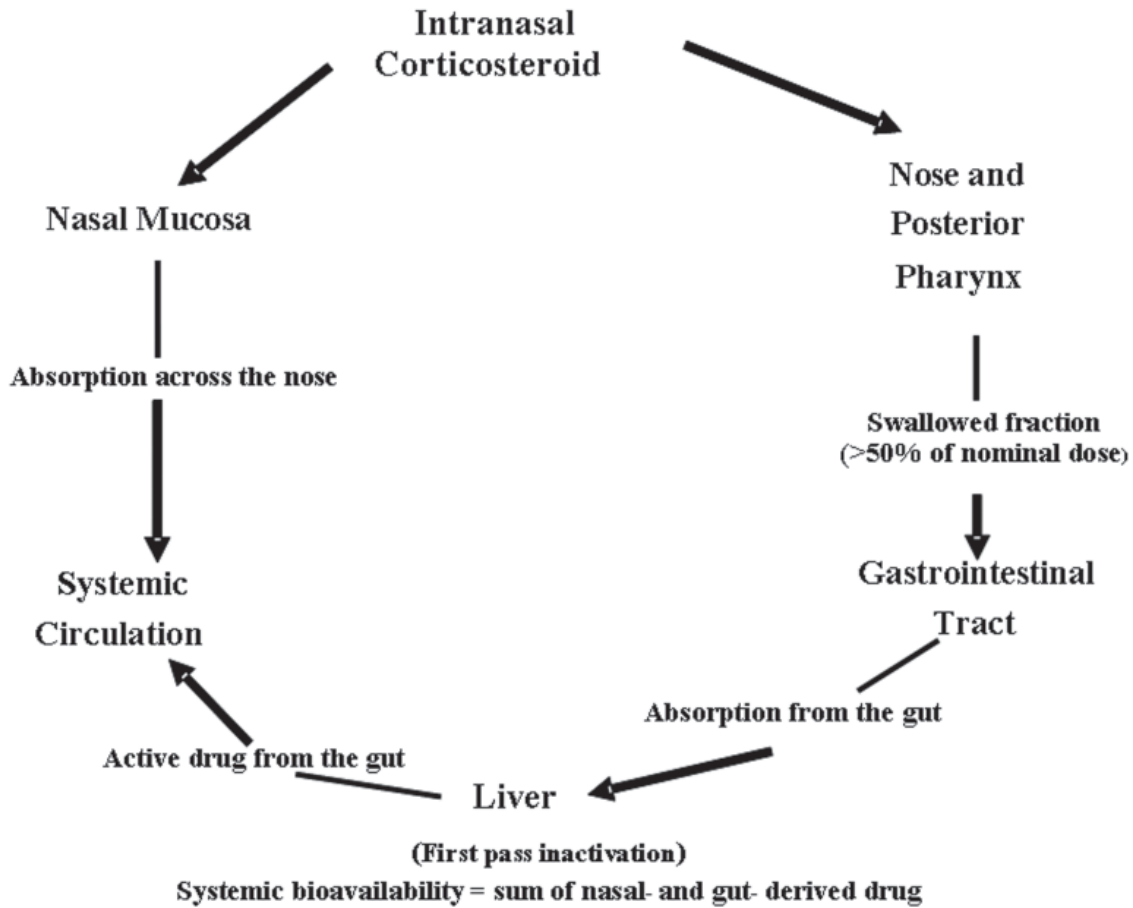 Intranasal
Corticosteroid
Nasal Mucosa
Nose and
Posterior
Pharynx
Absorption across the nose
Swallowed fraction
(>50% of nominal dose)
Systemic
Circulation
Gastrointestinal
Tract
Absorption from the gut
Active drug from the gut
Liver
(First pass inactivation)
Systemic bioavailability = sum of nasal- and gut- derived drug